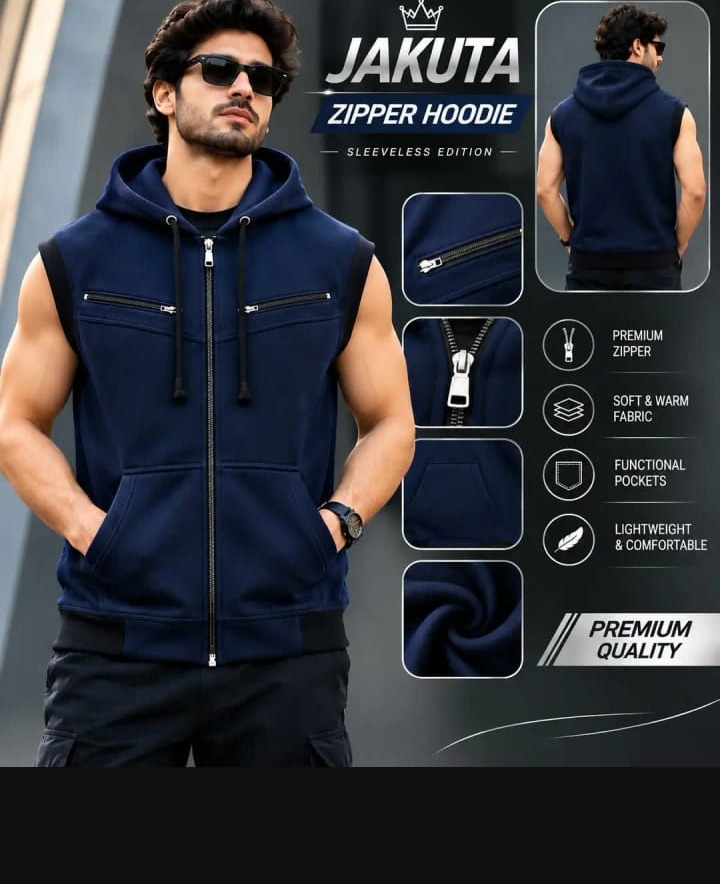 JAKUTA
ZIPPER HOODIE
SLEEVELESS EDITION
PREMIUM
ZIPPER
SOFT & WARM
FABRIC
FUNCTIONAL
POCKETS
LIGHTWEIGHT
& COMFORTABLE
PREMIUM
QUALITY